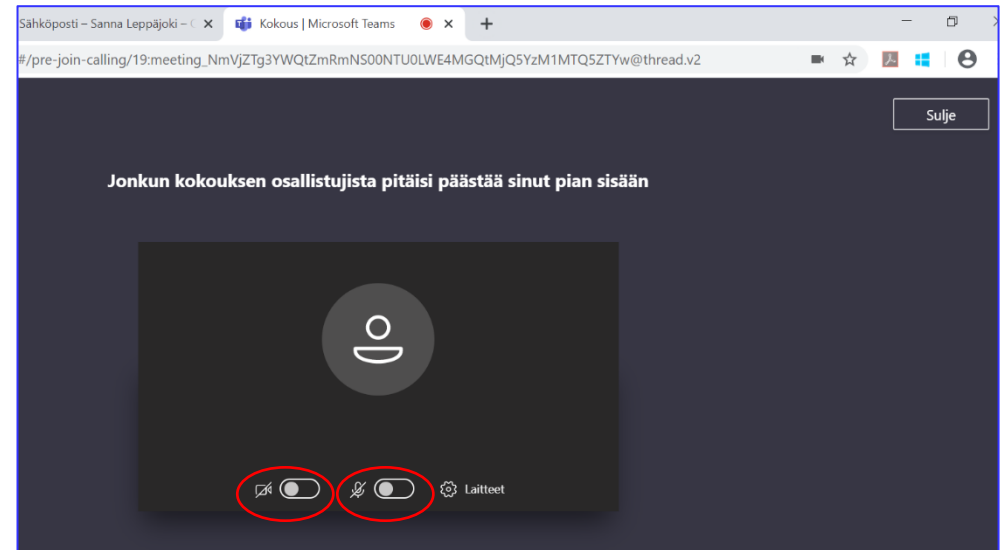 Sähköposti – Sanna Leppäjoki –
Kokous | Microsoft Teams
#/pre-join-calling/19:meeting_NmVjZTg3YWQtZmRmNS00NTU0LWE4MGQtMjQ5YzM1MTQ5ZTYw@thread.v2
Sulje
Jonkun kokouksen osallistujista pitäisi päästää sinut pian sisään
Laitteet